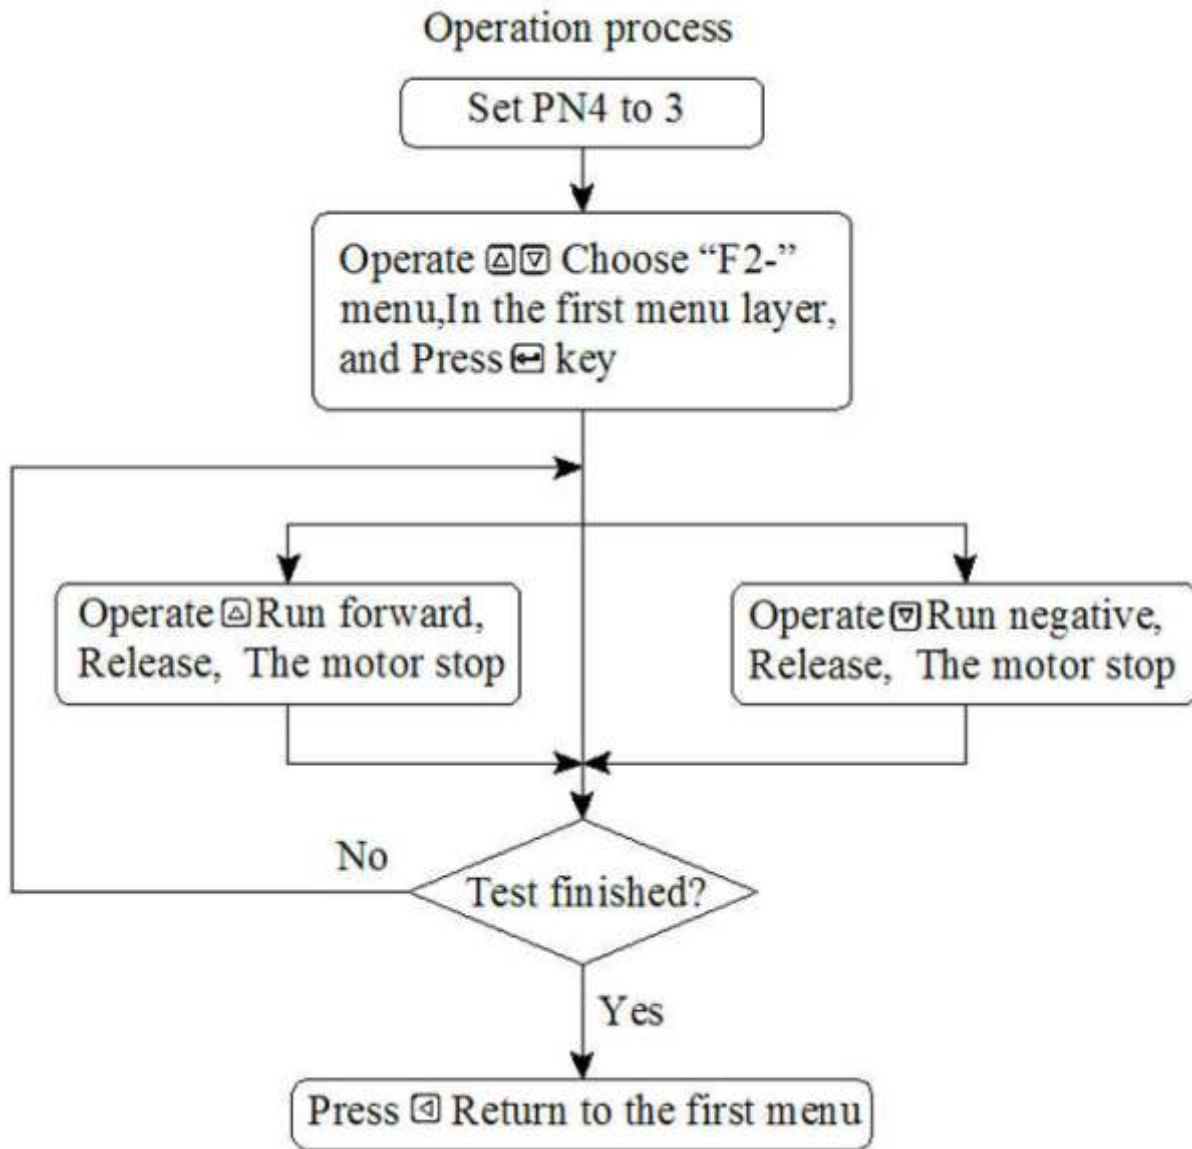 Operation process
Set PN4 to 3
Operate Choose “F2-”
menu,In the first menu layer,
and Press key
Operate Run forward,
Release, The motor stop
Operate Run negative,
Release, The motor stop
No
Test finished?
Yes
Press Return to the first menu